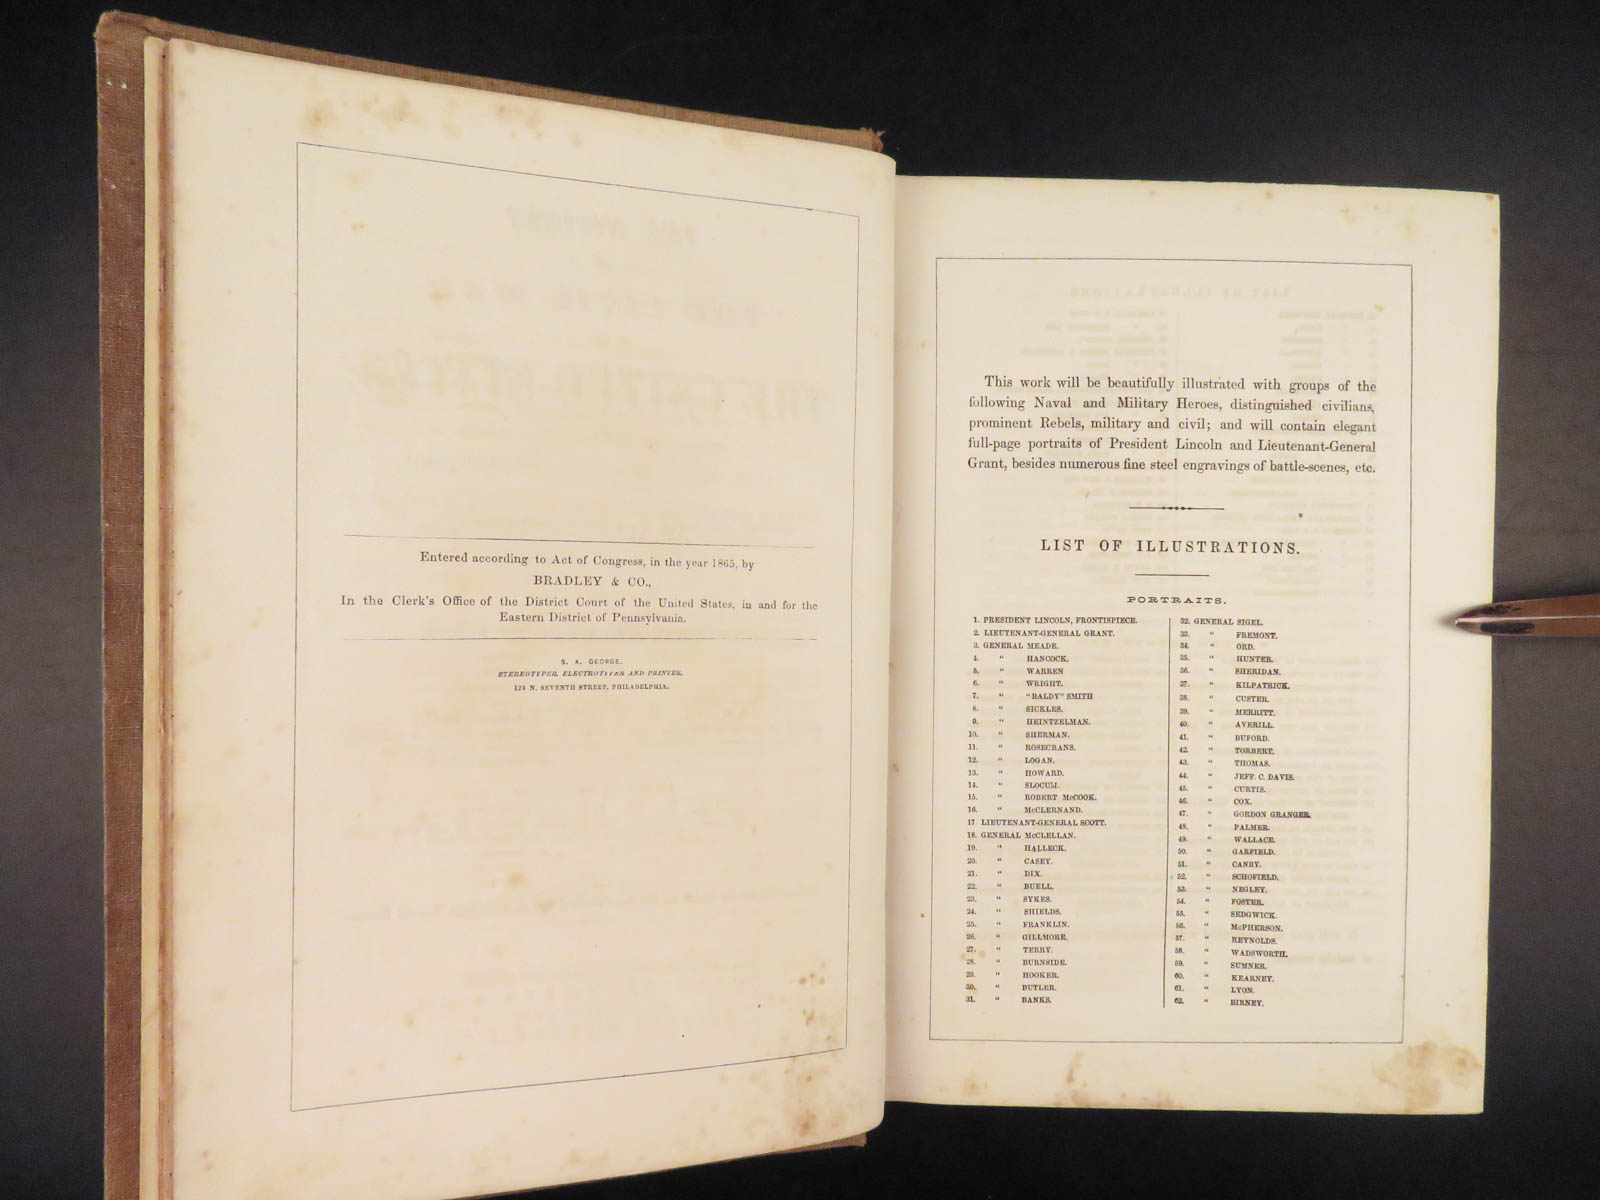 Entered according to Act of Congress, in the year 1865, by
BRADLEY & CO.,
In the Clerk's Office of the District Court of the United States, in and for the
Eastern District of Pennsylvania.
S. A. GEORGE.
STEREOTYPER, ELECTROTYPER AND PRINTER,
124 N. SEVENTH STREET, PHILADELPHIA.
This work will be beautifully illustrated with groups of the
following Naval and Military Heroes, distinguished civilians,
prominent Rebels, military and civil; and will contain elegant
full-page portraits of President Lincoln and Lieutenant-General
Grant, besides numerous fine steel engravings of battle-scenes, etc.
LIST OF ILLUSTRATIONS.
PORTRAITS.
1. PRESIDENT LINCOLN, FRONTISPIECE.
2. LIEUTENANT-GENERAL GRANT.
3. GENERAL MEADE.
4. " HANCOCK.
5. " WARREN
6. " WRIGHT.
7. " "BALDY" SMITH
8. " SICKLES.
9. " HEINTZELMAN.
10. " SHERMAN.
11. " ROSECRANS.
12. " LOGAN.
13. " HOWARD.
14. " SLOCUM.
15. " ROBERT McCOOK.
16. " McCLERNAND.
17 LIEUTENANT-GENERAL SCOTT.
18. GENERAL McCLELLAN.
19. " HALLECK.
20. " CASEY.
21. " DIX.
22. " BUELL.
23. " SYKES.
24. " SHIELDS.
25. " FRANKLIN.
26. " GILLMORE.
27. " TERRY.
28. " BURNSIDE.
29. " HOOKER.
30. " BUTLER.
31. " BANKS.
32. GENERAL SIGEL.
33. " FREMONT.
34. " ORD.
35. " HUNTER.
36. " SHERIDAN.
37. " KILPATRICK.
38. " CUSTER.
39. " MERRITT.
40. " AVERILL.
41. " BUFORD.
42. " TORBERT.
43. " THOMAS.
44. " JEFF. C. DAVIS.
45. " CURTIS.
46. " COX.
47. " GORDON GRANGER.
48. " PALMER.
49. " WALLACE.
50. " GARFIELD.
51. " CANBY.
52. " SCHOFIELD.
53. " NEGLEY.
54. " FOSTER.
55. " SEDGWICK.
56. " McPHERSON.
57. " REYNOLDS.
58. " WADSWORTH.
59. " SUMNER.
60. " KEARNEY.
61. " LYON.
62. " BIRNEY.